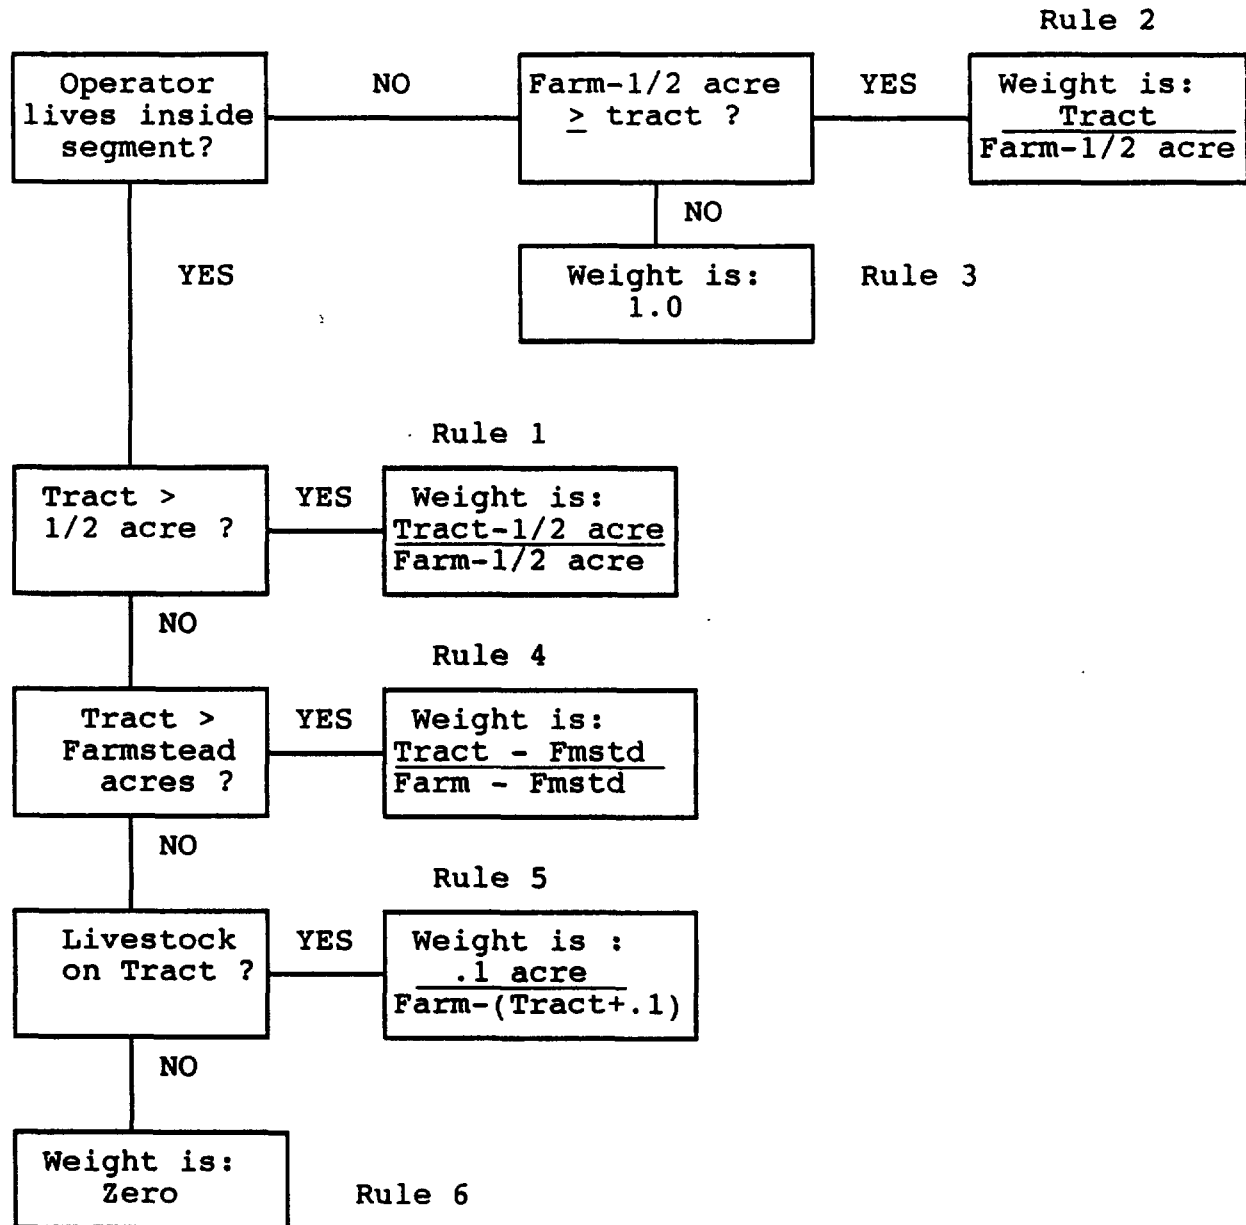 Rule 2
Operator
lives inside
segment?
NO
Farm-1/2 acre
≥ tract ?
YES
Weight is:
Tract
Farm-1/2 acre
NO
YES
Weight is:
1.0
Rule 3
Rule 1
Tract >
1/2 acre ?
YES
Weight is:
Tract-1/2 acre
Farm-1/2 acre
NO
Rule 4
Tract >
Farmstead
acres ?
YES
Weight is:
Tract - Fmstd
Farm - Fmstd
NO
Rule 5
Livestock
on Tract ?
YES
Weight is :
.1 acre
Farm-(Tract+.1)
NO
Weight is:
Zero
Rule 6